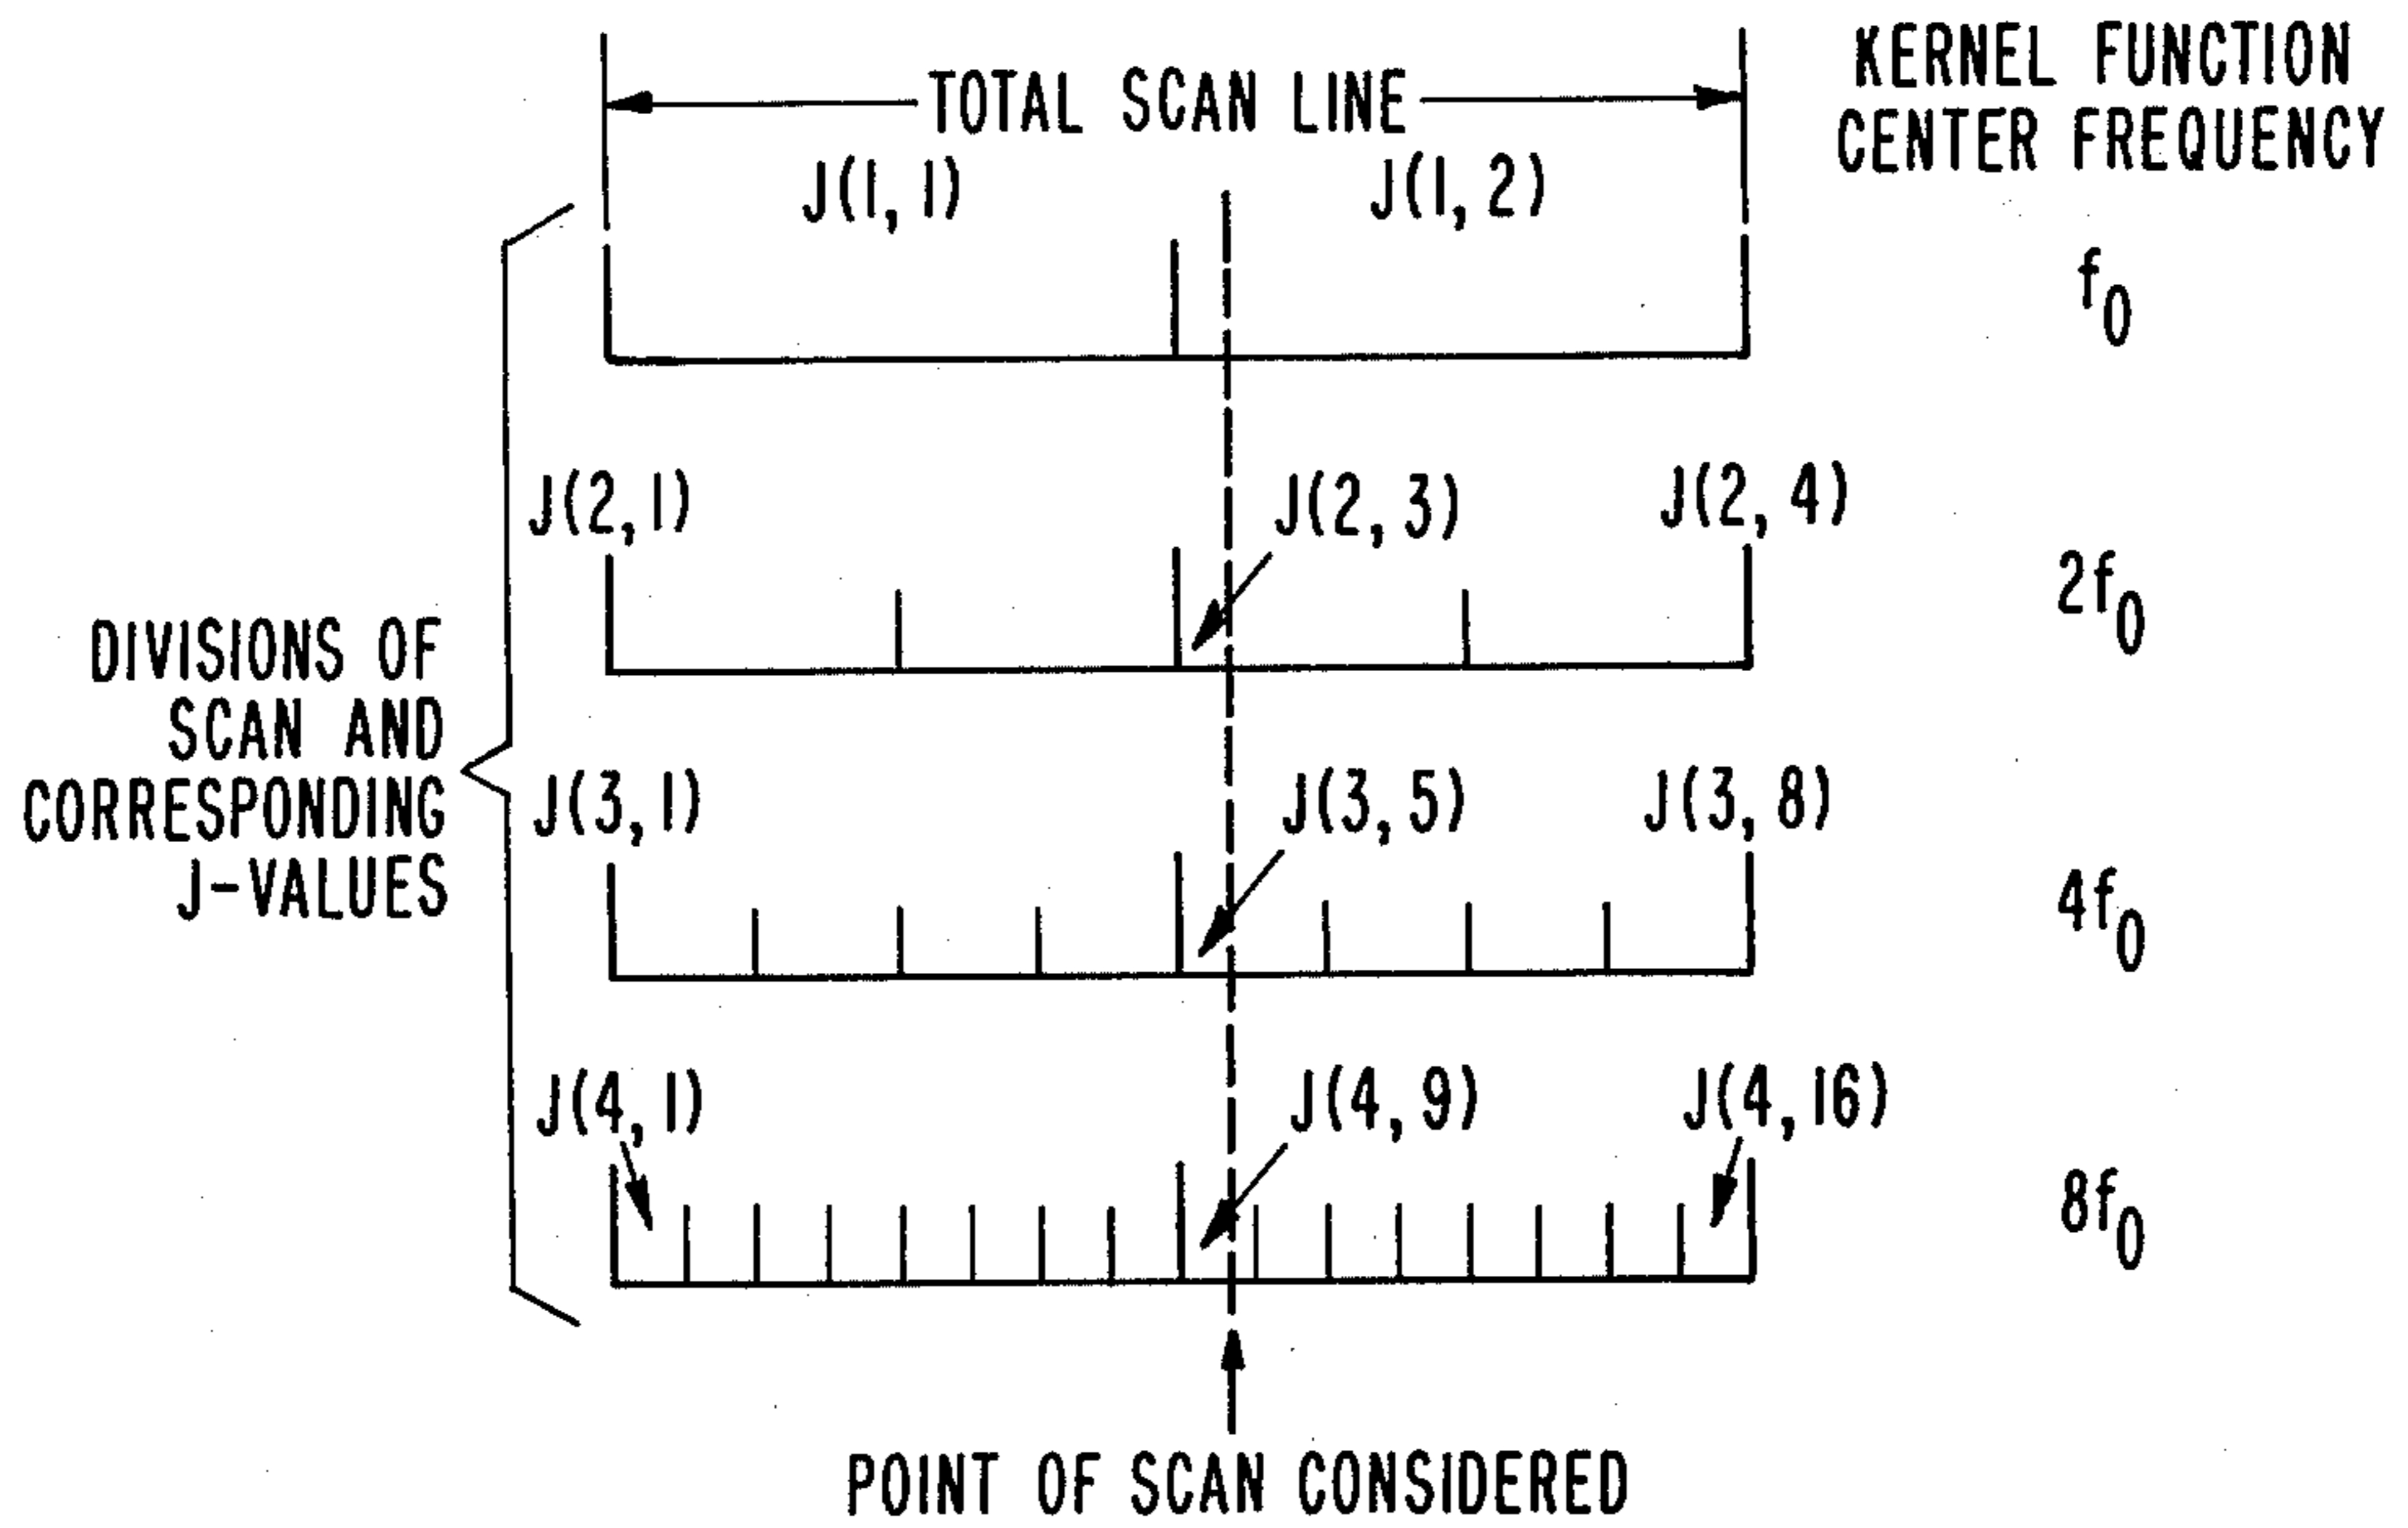 TOTAL SCAN LINE
KERNEL FUNCTION
CENTER FREQUENCY
J(1, 1)
J(1, 2)
f0
J(2, 1)
J(2, 3)
J(2, 4)
2f0
DIVISIONS OF
SCAN AND
CORRESPONDING
J-VALUES
J(3, 1)
J(3, 5)
J(3, 8)
4f0
J(4, 1)
J(4, 9)
J(4, 16)
8f0
POINT OF SCAN CONSIDERED